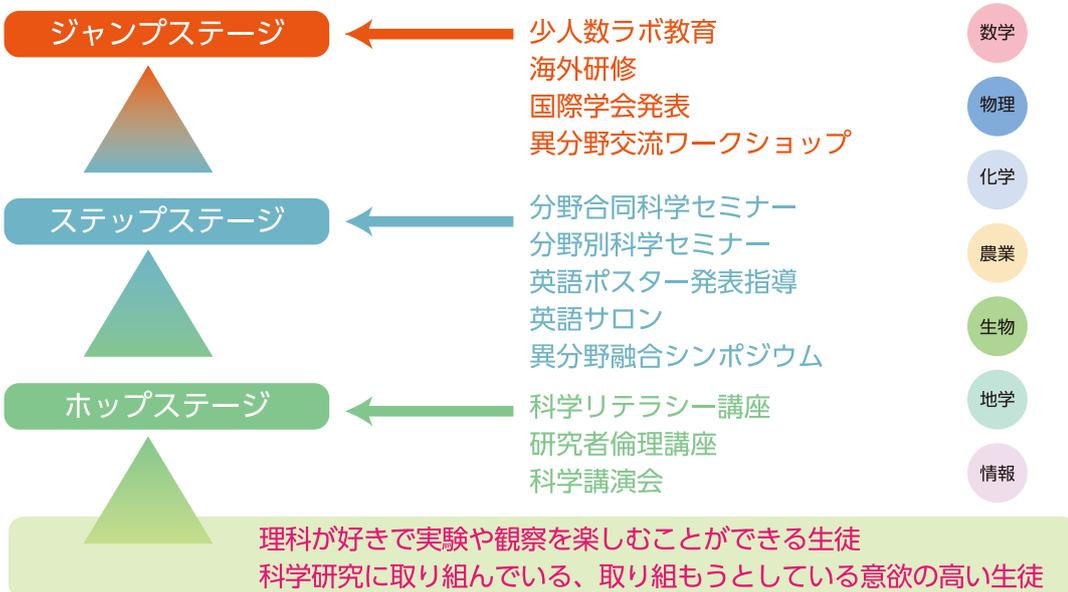 ジャンプステージ
少人数ラボ教育
海外研修
国際学会発表
異分野交流ワークショップ
ステップステージ
分野合同科学セミナー
分野別科学セミナー
英語ポスター発表指導
英語サロン
異分野融合シンポジウム
ホップステージ
科学リテラシー講座
研究者倫理講座
科学講演会
理科が好きで実験や観察を楽しむことができる生徒
科学研究に取り組んでいる、取り組もうとしている意欲の高い生徒
数学
物理
化学
農業
生物
地学
情報